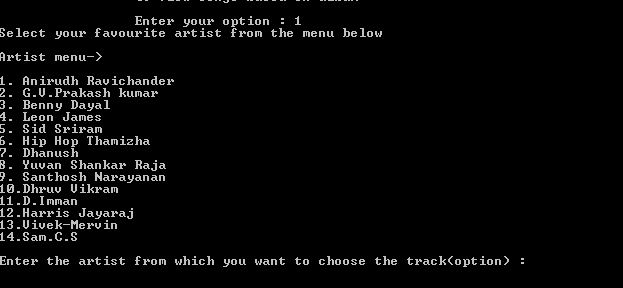 Enter your option : 1
Select your favourite artist from the menu below
Artist menu->
1. Anirudh Ravichander
2. G.V.Prakash kumar
3. Benny Dayal
4. Leon James
5. Sid Sriram
6. Hip Hop Thamizha
7. Dhanush
8. Yuvan Shankar Raja
9. Santhosh Narayanan
10.Dhruv Vikram
11.D.Imman
12.Harris Jayaraj
13.Vivek-Mervin
14.Sam.C.S
Enter the artist from which you want to choose the track(option) :